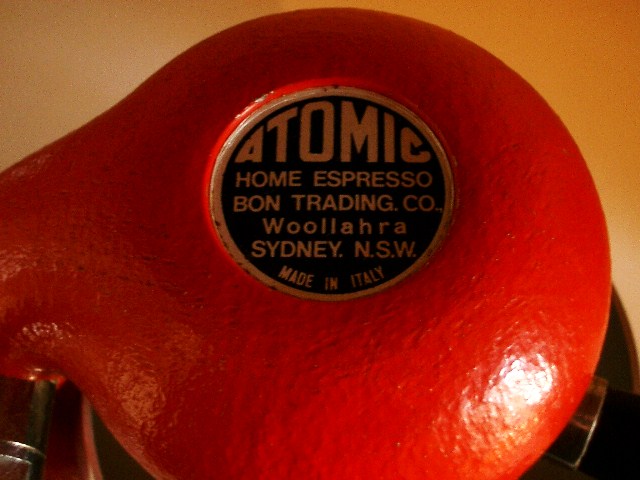 ATOMIC
HOME ESPRESSO
BON TRADING. CO.,
Woollahra
SYDNEY. N.S.W.
MADE IN ITALY